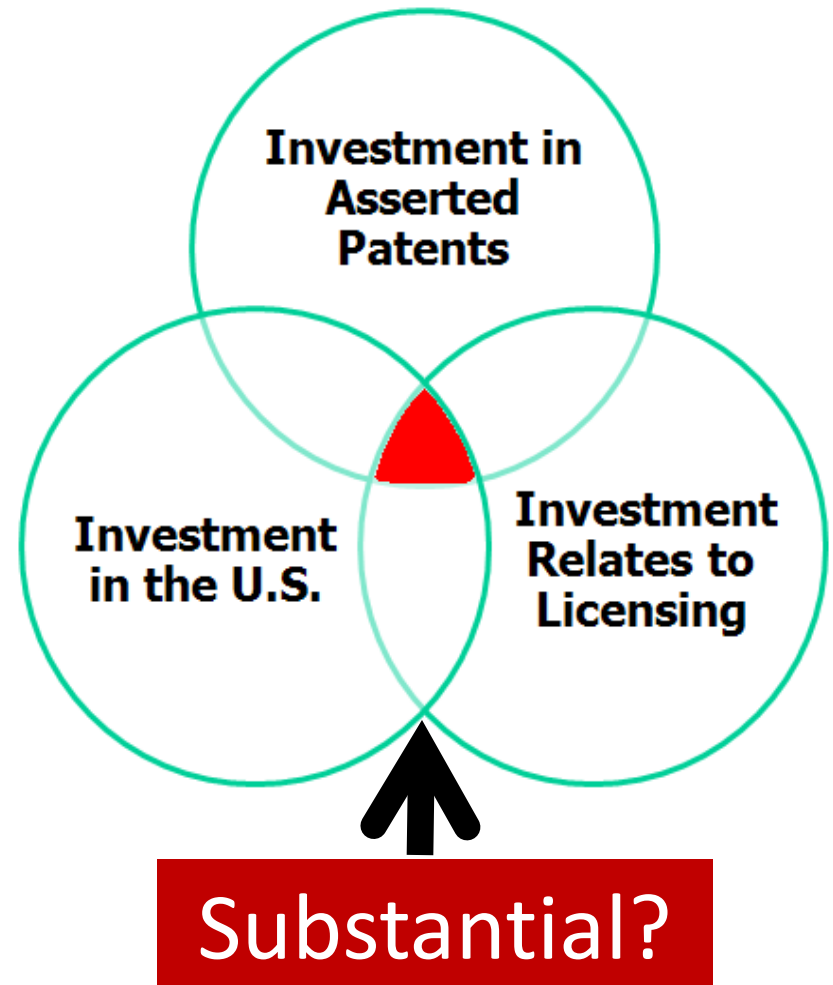 Investment in
Asserted
Patents
Investment
in the U.S.
Investment
Relates to
Licensing
Substantial?